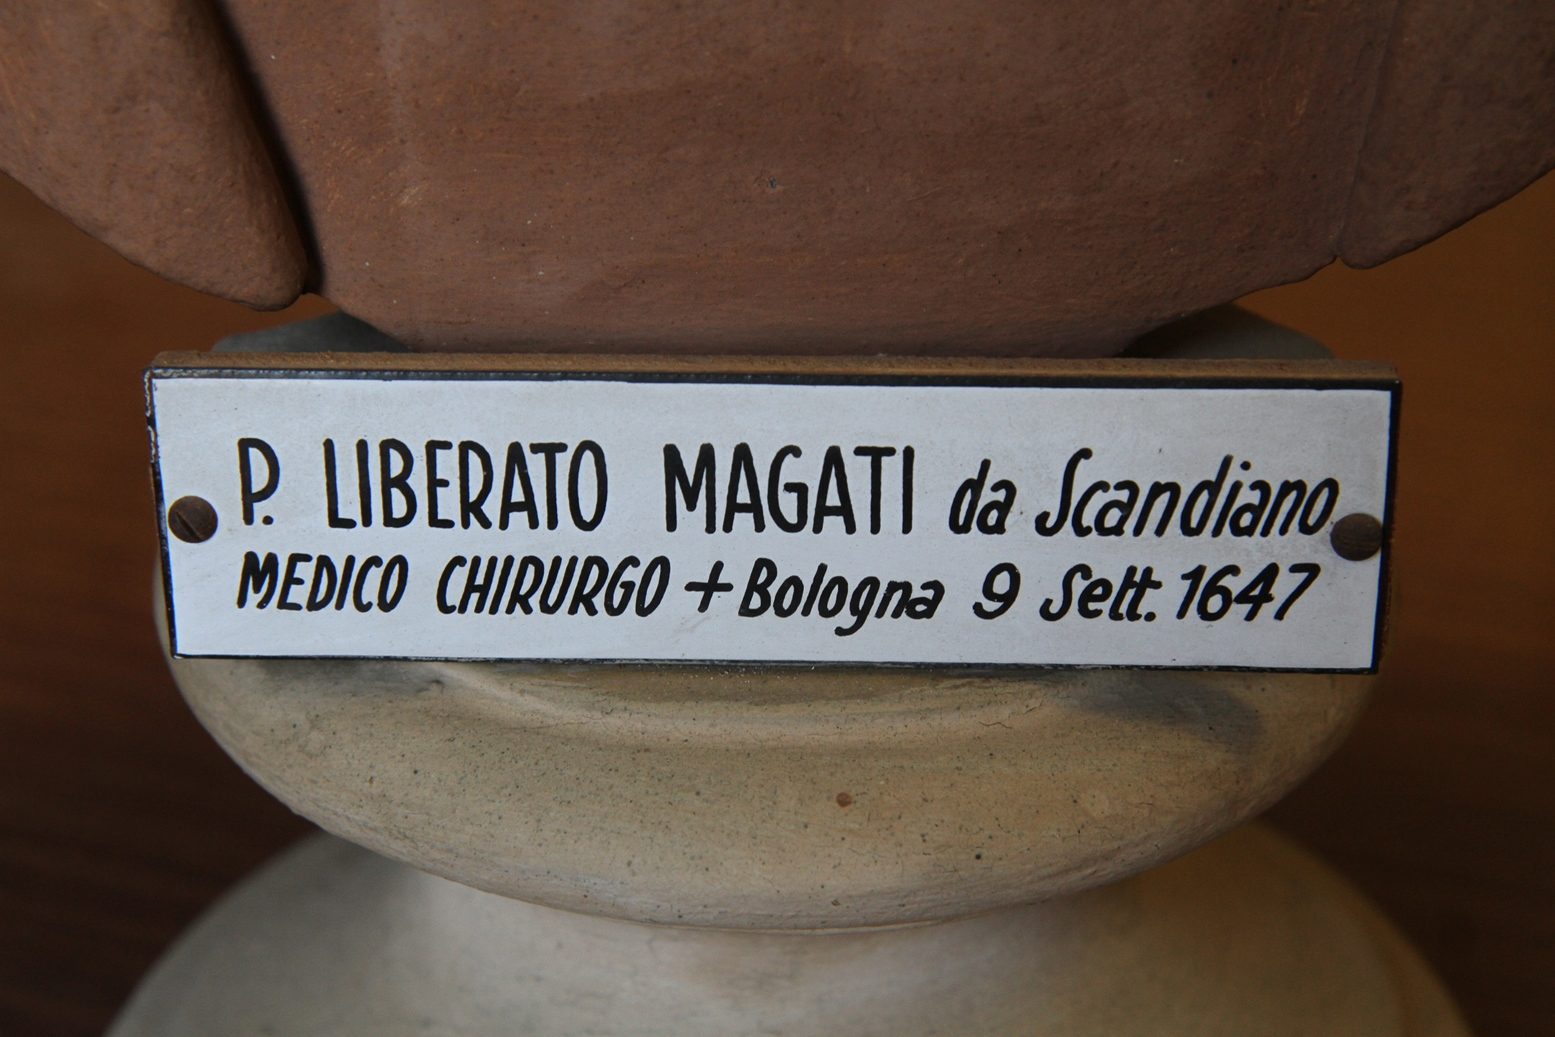 P. LIBERATO MAGATI da Scandiano
MEDICO CHIRURGO + Bologna 9 Sett. 1647